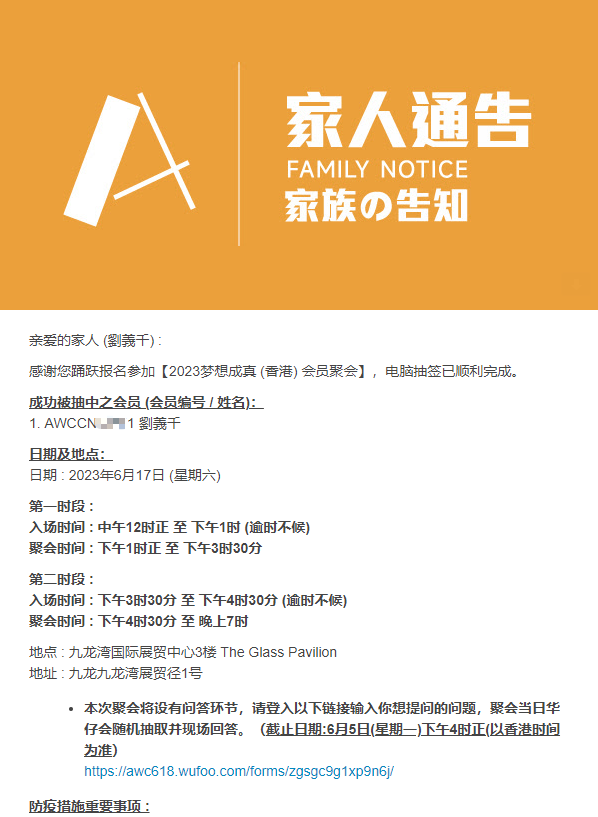 家人通告
FAMILY NOTICE
家族の告知
亲爱的家人 (劉義千) :
感谢您踊跃报名参加【2023梦想成真 (香港) 会员聚会】，电脑抽签已顺利完成。
成功被抽中之会员 (会员编号 / 姓名):
1. AWCCN 1 劉義千
日期及地点:
日期 : 2023年6月17日 (星期六)
第一时段 :
入场时间 : 中午12时正 至 下午1时 (逾时不候)
聚会时间 : 下午1时正 至 下午3时30分
第二时段 :
入场时间 : 下午3时30分 至 下午4时30分 (逾时不候)
聚会时间 : 下午4时30分 至 晚上7时
地点 : 九龙湾国际展贸中心3楼 The Glass Pavilion
地址 : 九龙九龙湾展贸径1号
• 本次聚会将设有问答环节，请登入以下链接输入你想提问的问题，聚会当日华
仔会随机抽取并现场回答。（截止日期:6月5日(星期一)下午4时正(以香港时间
为准）
https://awc618.wufoo.com/forms/zgsgc9g1xp9n6j/
防疫措施重要事项 :